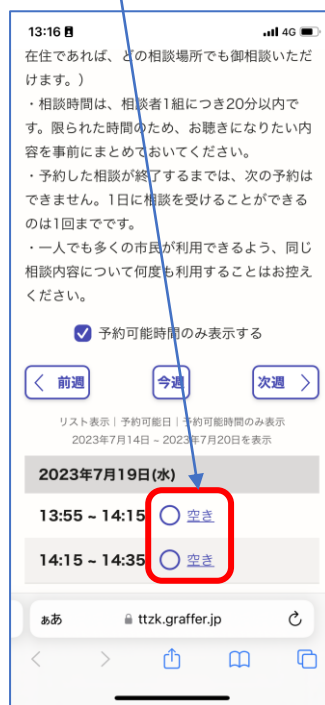 13:16 4G
在住であれば、どの相談場所でも御相談いただ
けます。）
・相談時間は、相談者1組につき20分以内で
す。限られた時間のため、お聴きになりたい内
容を事前にまとめておいてください。
・予約した相談が終了するまでは、次の予約は
できません。1日に相談を受けることができる
のは1回までです。
・一人でも多くの市民が利用できるよう、同じ
相談内容について何度も利用することはお控え
ください。
予約可能時間のみ表示する
前週 今週 次週
リスト表示 | 予約可能日 | 予約可能時間のみ表示
2023年7月14日 ~ 2023年7月20日を表示
2023年7月19日(水)
13:55 ~ 14:15 空き
14:15 ~ 14:35 空き
ぁあ ttzk.graffer.jp